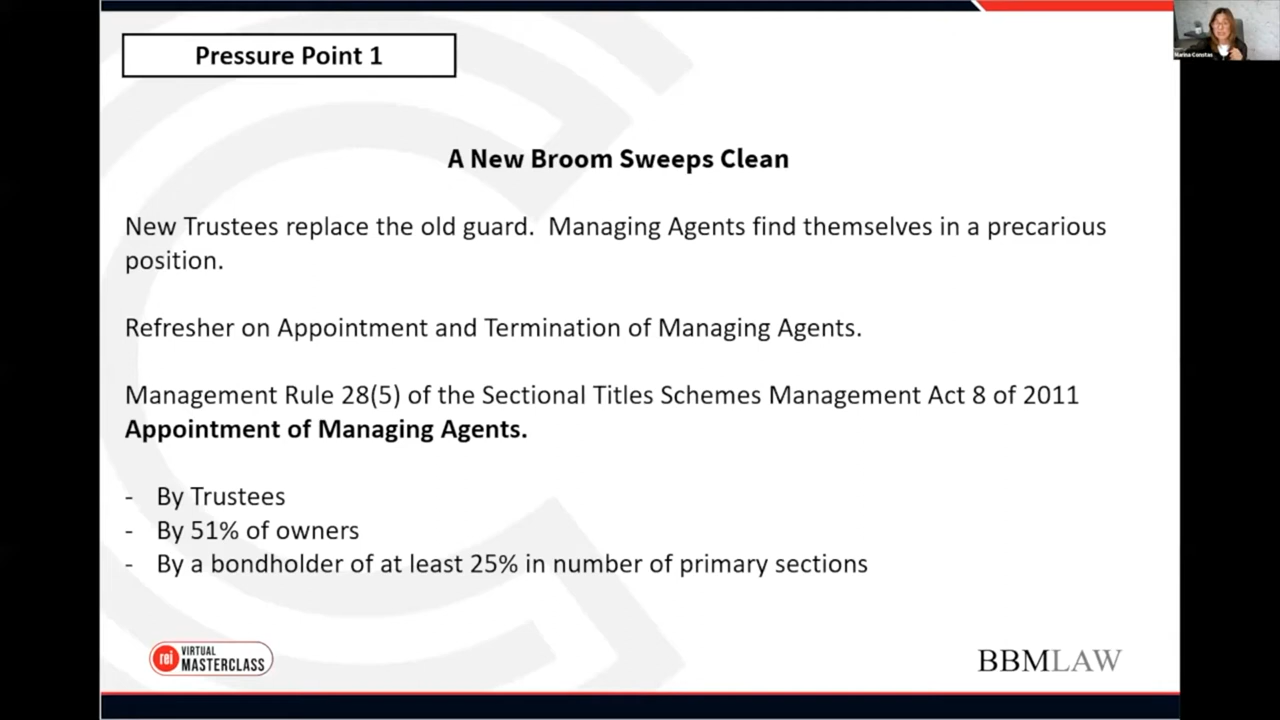 Pressure Point 1
Marina Constas
A New Broom Sweeps Clean
New Trustees replace the old guard.  Managing Agents find themselves in a precarious
position.
Refresher on Appointment and Termination of Managing Agents.
Management Rule 28(5) of the Sectional Titles Schemes Management Act 8 of 2011
Appointment of Managing Agents.
- By Trustees
- By 51% of owners
- By a bondholder of at least 25% in number of primary sections
rei VIRTUAL
MASTERCLASS
BBMLAW